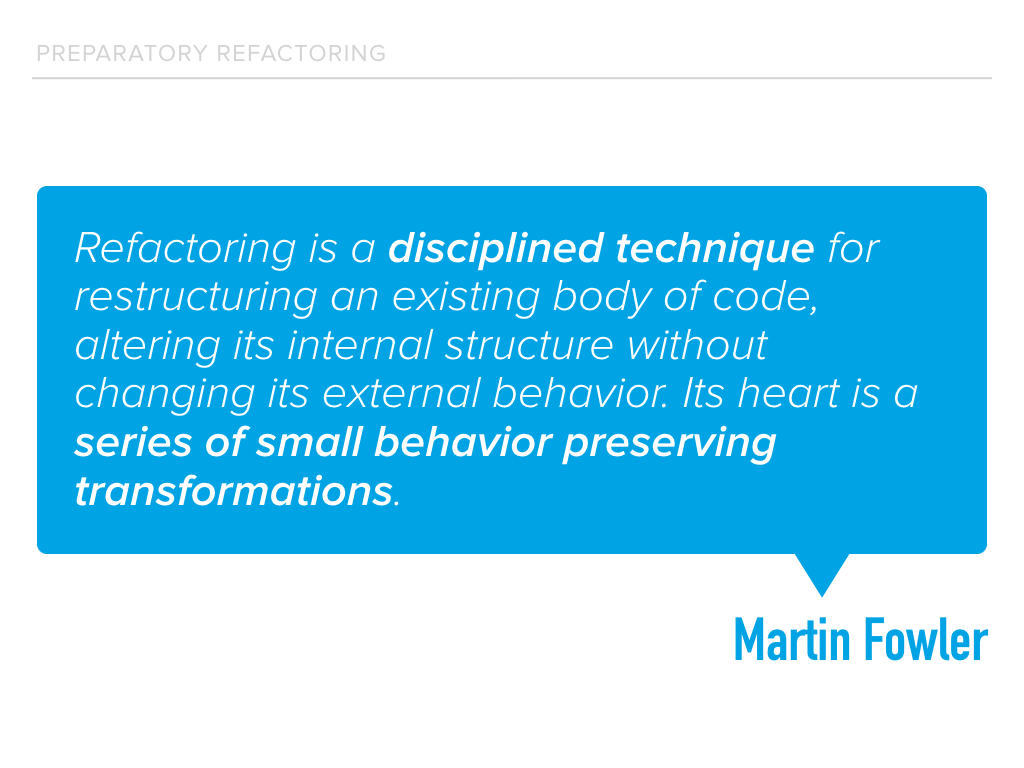 PREPARATORY REFACTORING
Refactoring is a disciplined technique for
restructuring an existing body of code,
altering its internal structure without
changing its external behavior. Its heart is a
series of small behavior preserving
transformations.
Martin Fowler